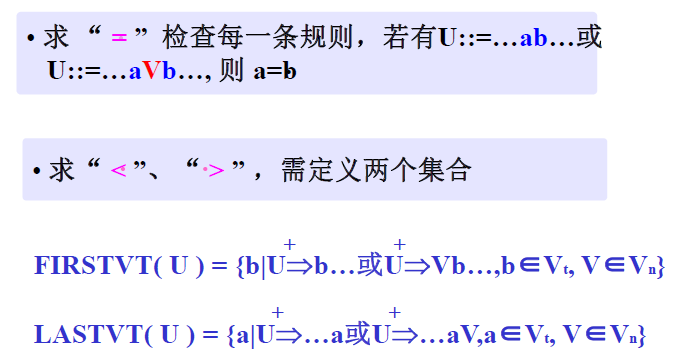 • 求 “ = ” 检查每一条规则，若有U::=…ab…或
U::=…aVb…, 则 a=b
• 求 “ <· ”、“ ·> ”，需定义两个集合
FIRSTVT( U ) = {b|U⇒+b…或U⇒+Vb…,b∈Vt, V∈Vn}
LASTVT( U ) = {a|U⇒+…a或U⇒+…aV,a∈Vt, V∈Vn}